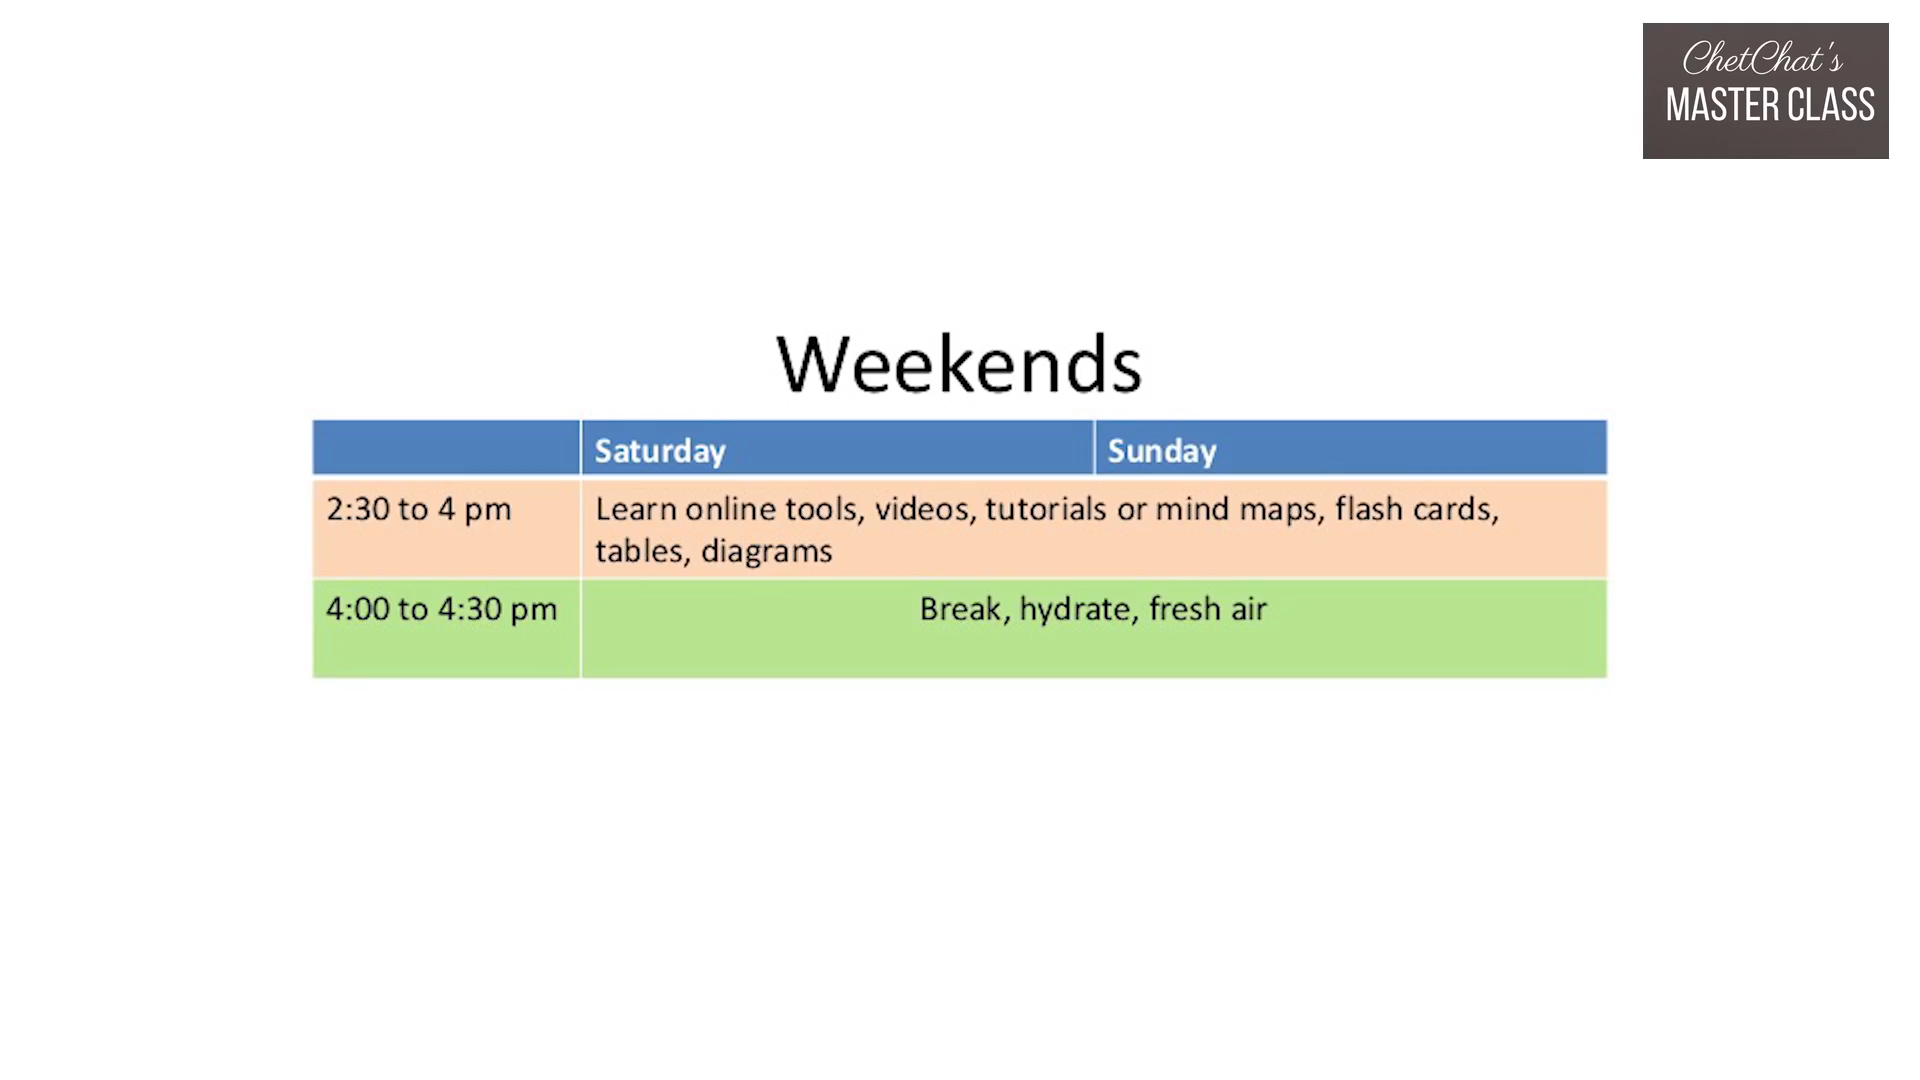 ChetChat's
MASTER CLASS
Weekends
Saturday Sunday
2:30 to 4 pm Learn online tools, videos, tutorials or mind maps, flash cards,
tables, diagrams
4:00 to 4:30 pm Break, hydrate, fresh air